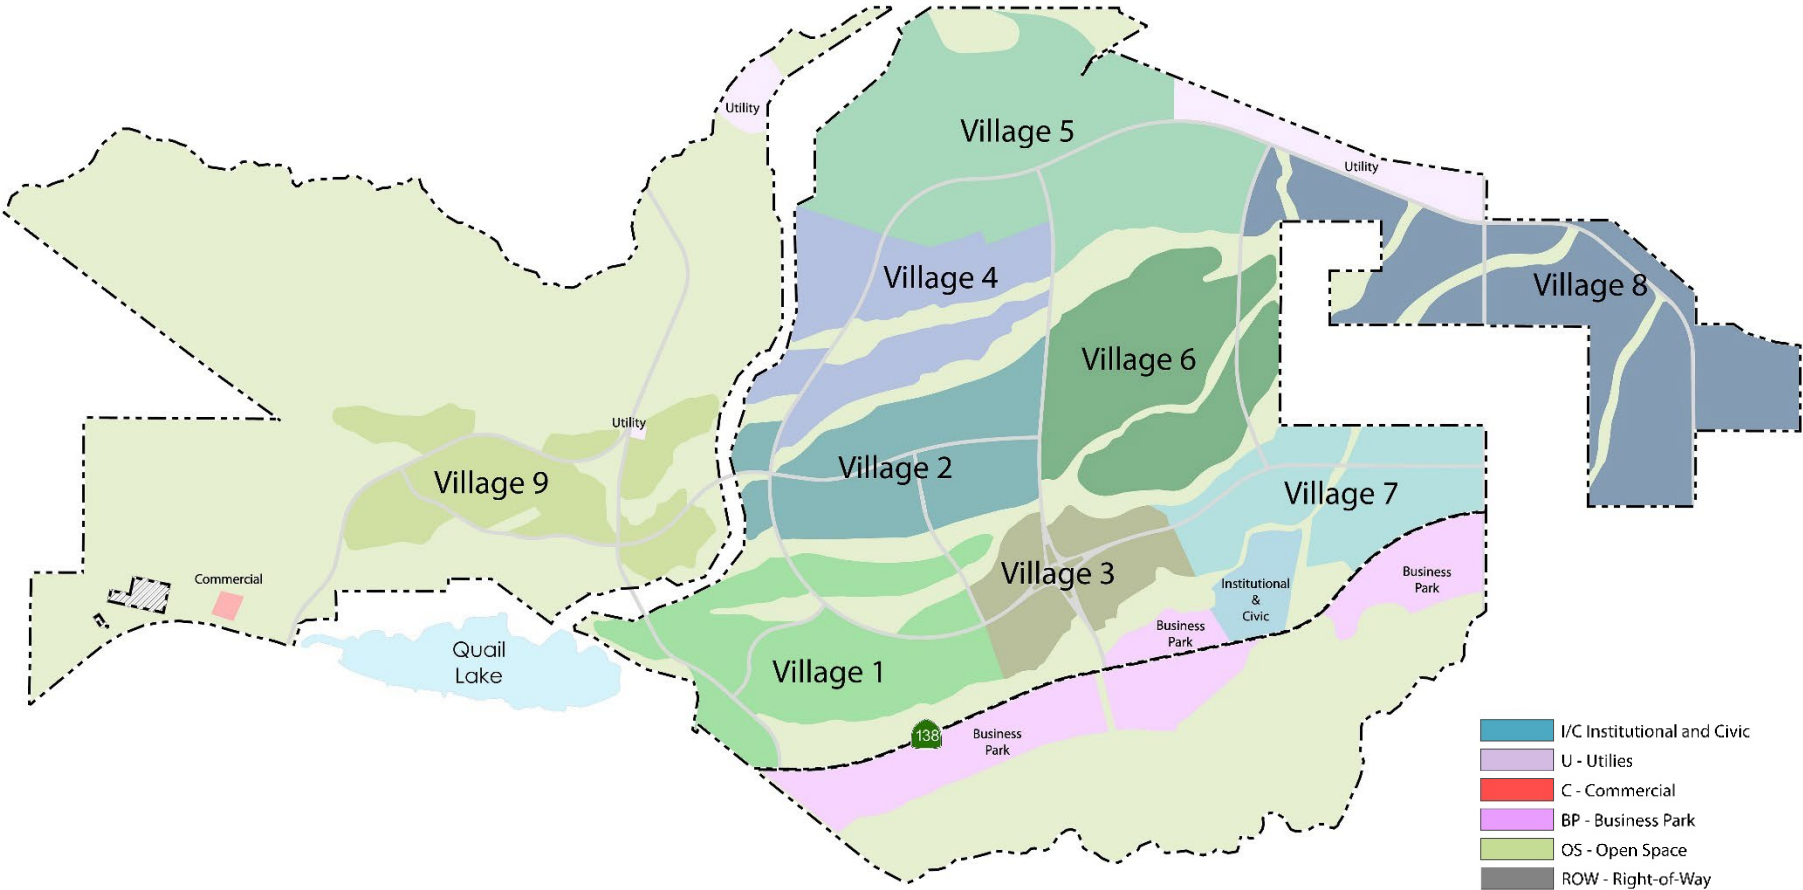 Utility
Village 5
Utility
Village 4
Village 8
Village 6
Utility
Village 2
Village 9
Village 7
Commercial
Village 3
Institutional
&
Civic
Business
Park
Business
Park
Quail
Lake
Village 1
138
Business
Park
I/C Institutional and Civic
U - Utilies
C - Commercial
BP - Business Park
OS - Open Space
ROW - Right-of-Way